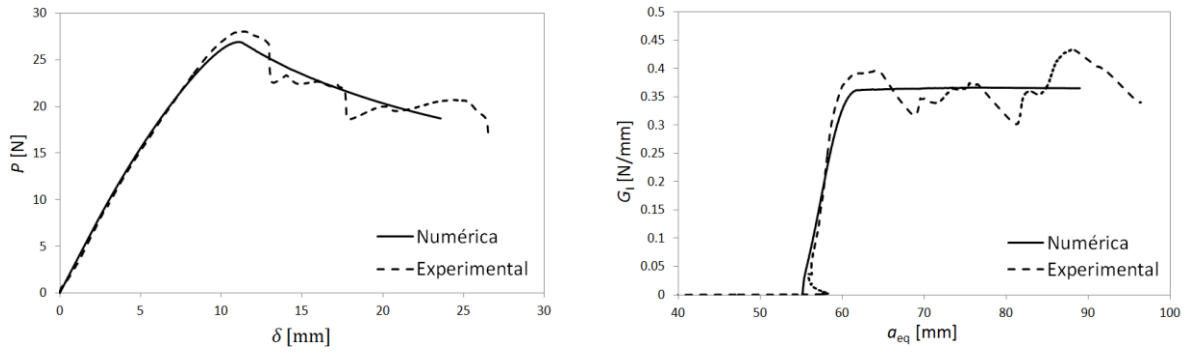 30
25
20
15
10
5
0
P [N]
0 5 10 15 20 25 30
δ [mm]
Numérica
Experimental
0.5
0.45
0.4
0.35
0.3
0.25
0.2
0.15
0.1
0.05
0
G_I [N/mm]
40 50 60 70 80 90 100
a_eq [mm]
Numérica
Experimental